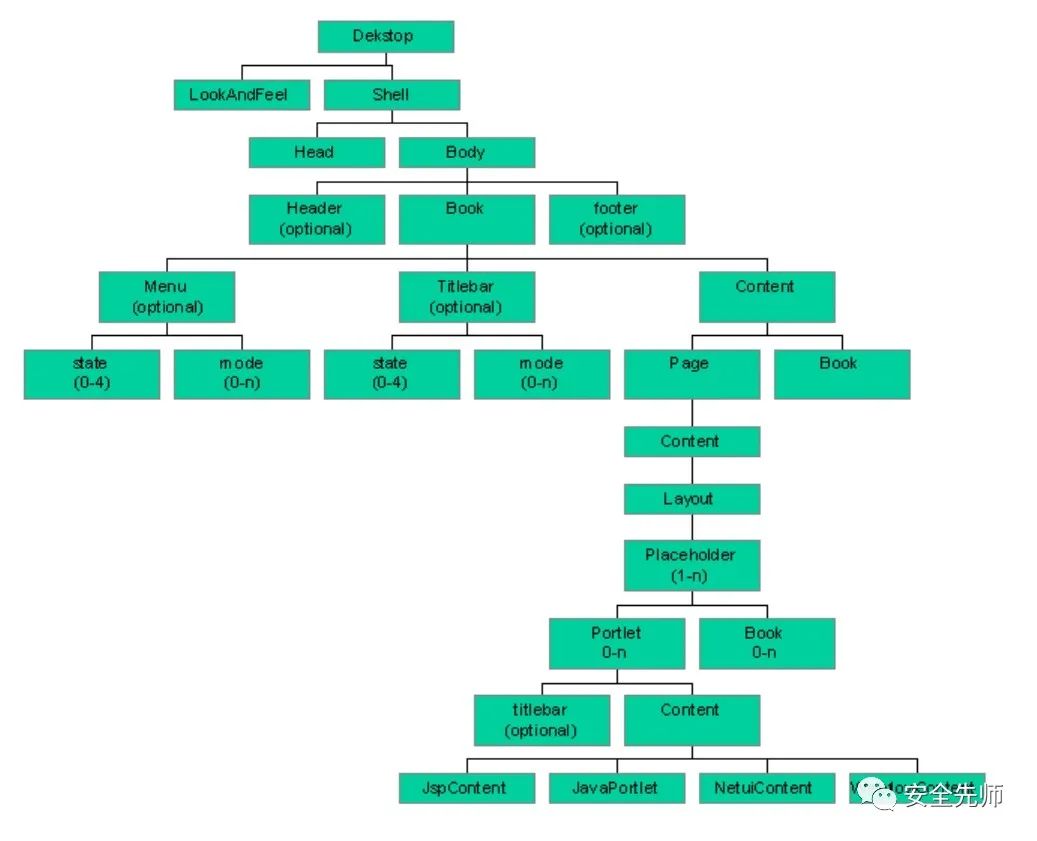 Dekstop
LookAndFeel
Shell
Head
Body
Header
(optional)
Book
footer
(optional)
Menu
(optional)
Titlebar
(optional)
Content
state
(0-4)
mode
(0-n)
state
(0-4)
mode
(0-n)
Page
Book
Content
Layout
Placeholder
(1-n)
Portlet
0-n
Book
0-n
titlebar
(optional)
Content
JspContent
JavaPortlet
NetuiContent
安全先师